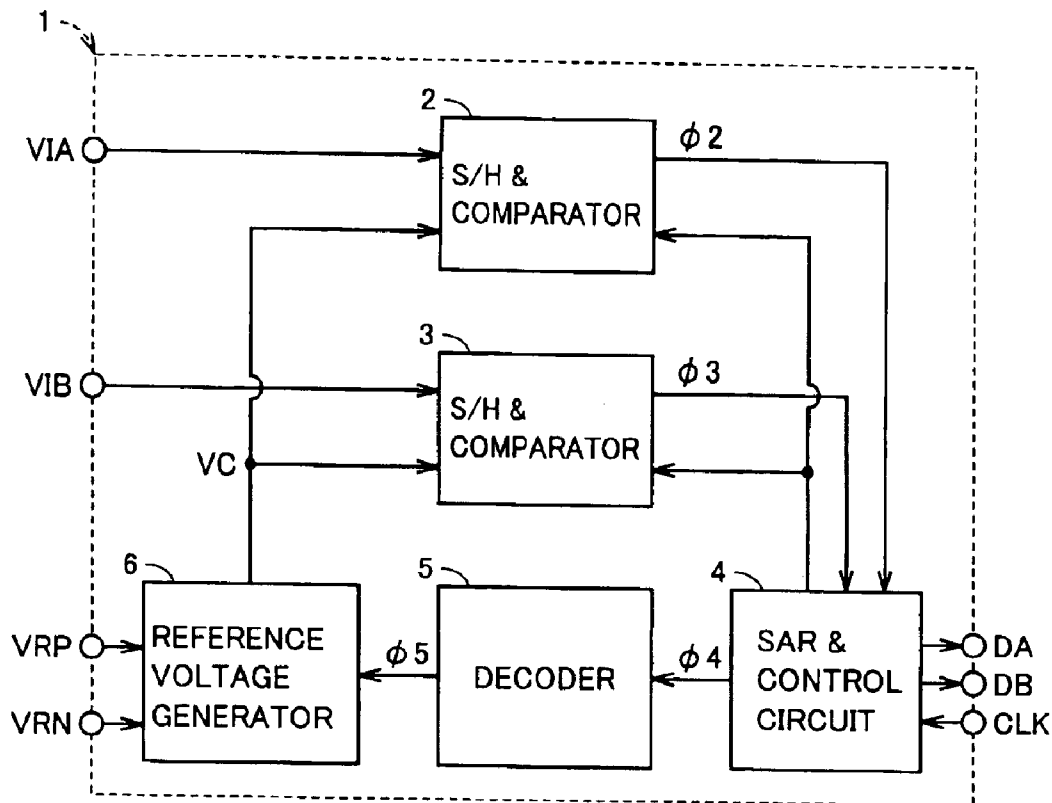 1
2
VIA
ϕ2
S/H &
COMPARATOR
3
VIB
ϕ3
S/H &
COMPARATOR
VC
6
5
4
VRP
REFERENCE
VOLTAGE
GENERATOR
ϕ5
DECODER
ϕ4
SAR &
CONTROL
CIRCUIT
DA
DB
CLK
VRN